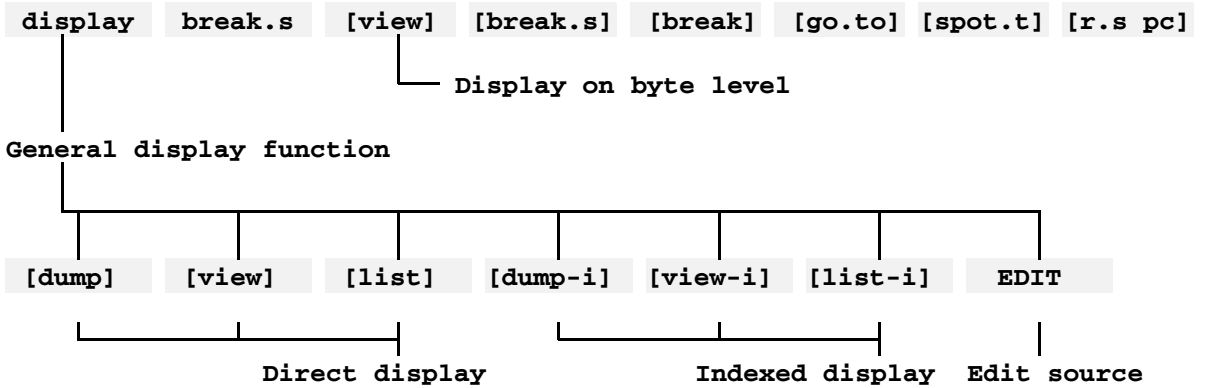 display break.s [view] [break.s] [break] [go.to] [spot.t] [r.s pc]
Display on byte level
General display function
[dump] [view] [list] [dump-i] [view-i] [list-i] EDIT
Direct display Indexed display Edit source